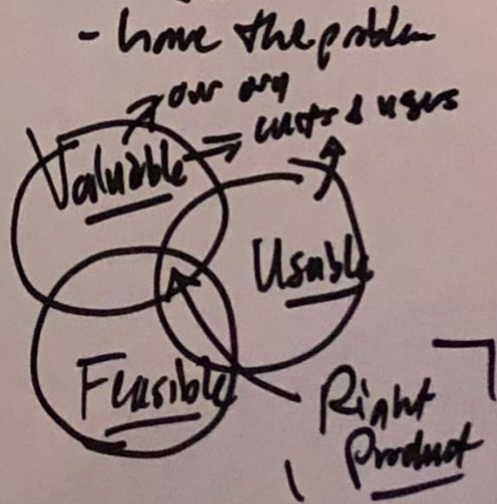 - have the problem
our org
Valuable
custs & users
Usable
Feasible
Right
Product